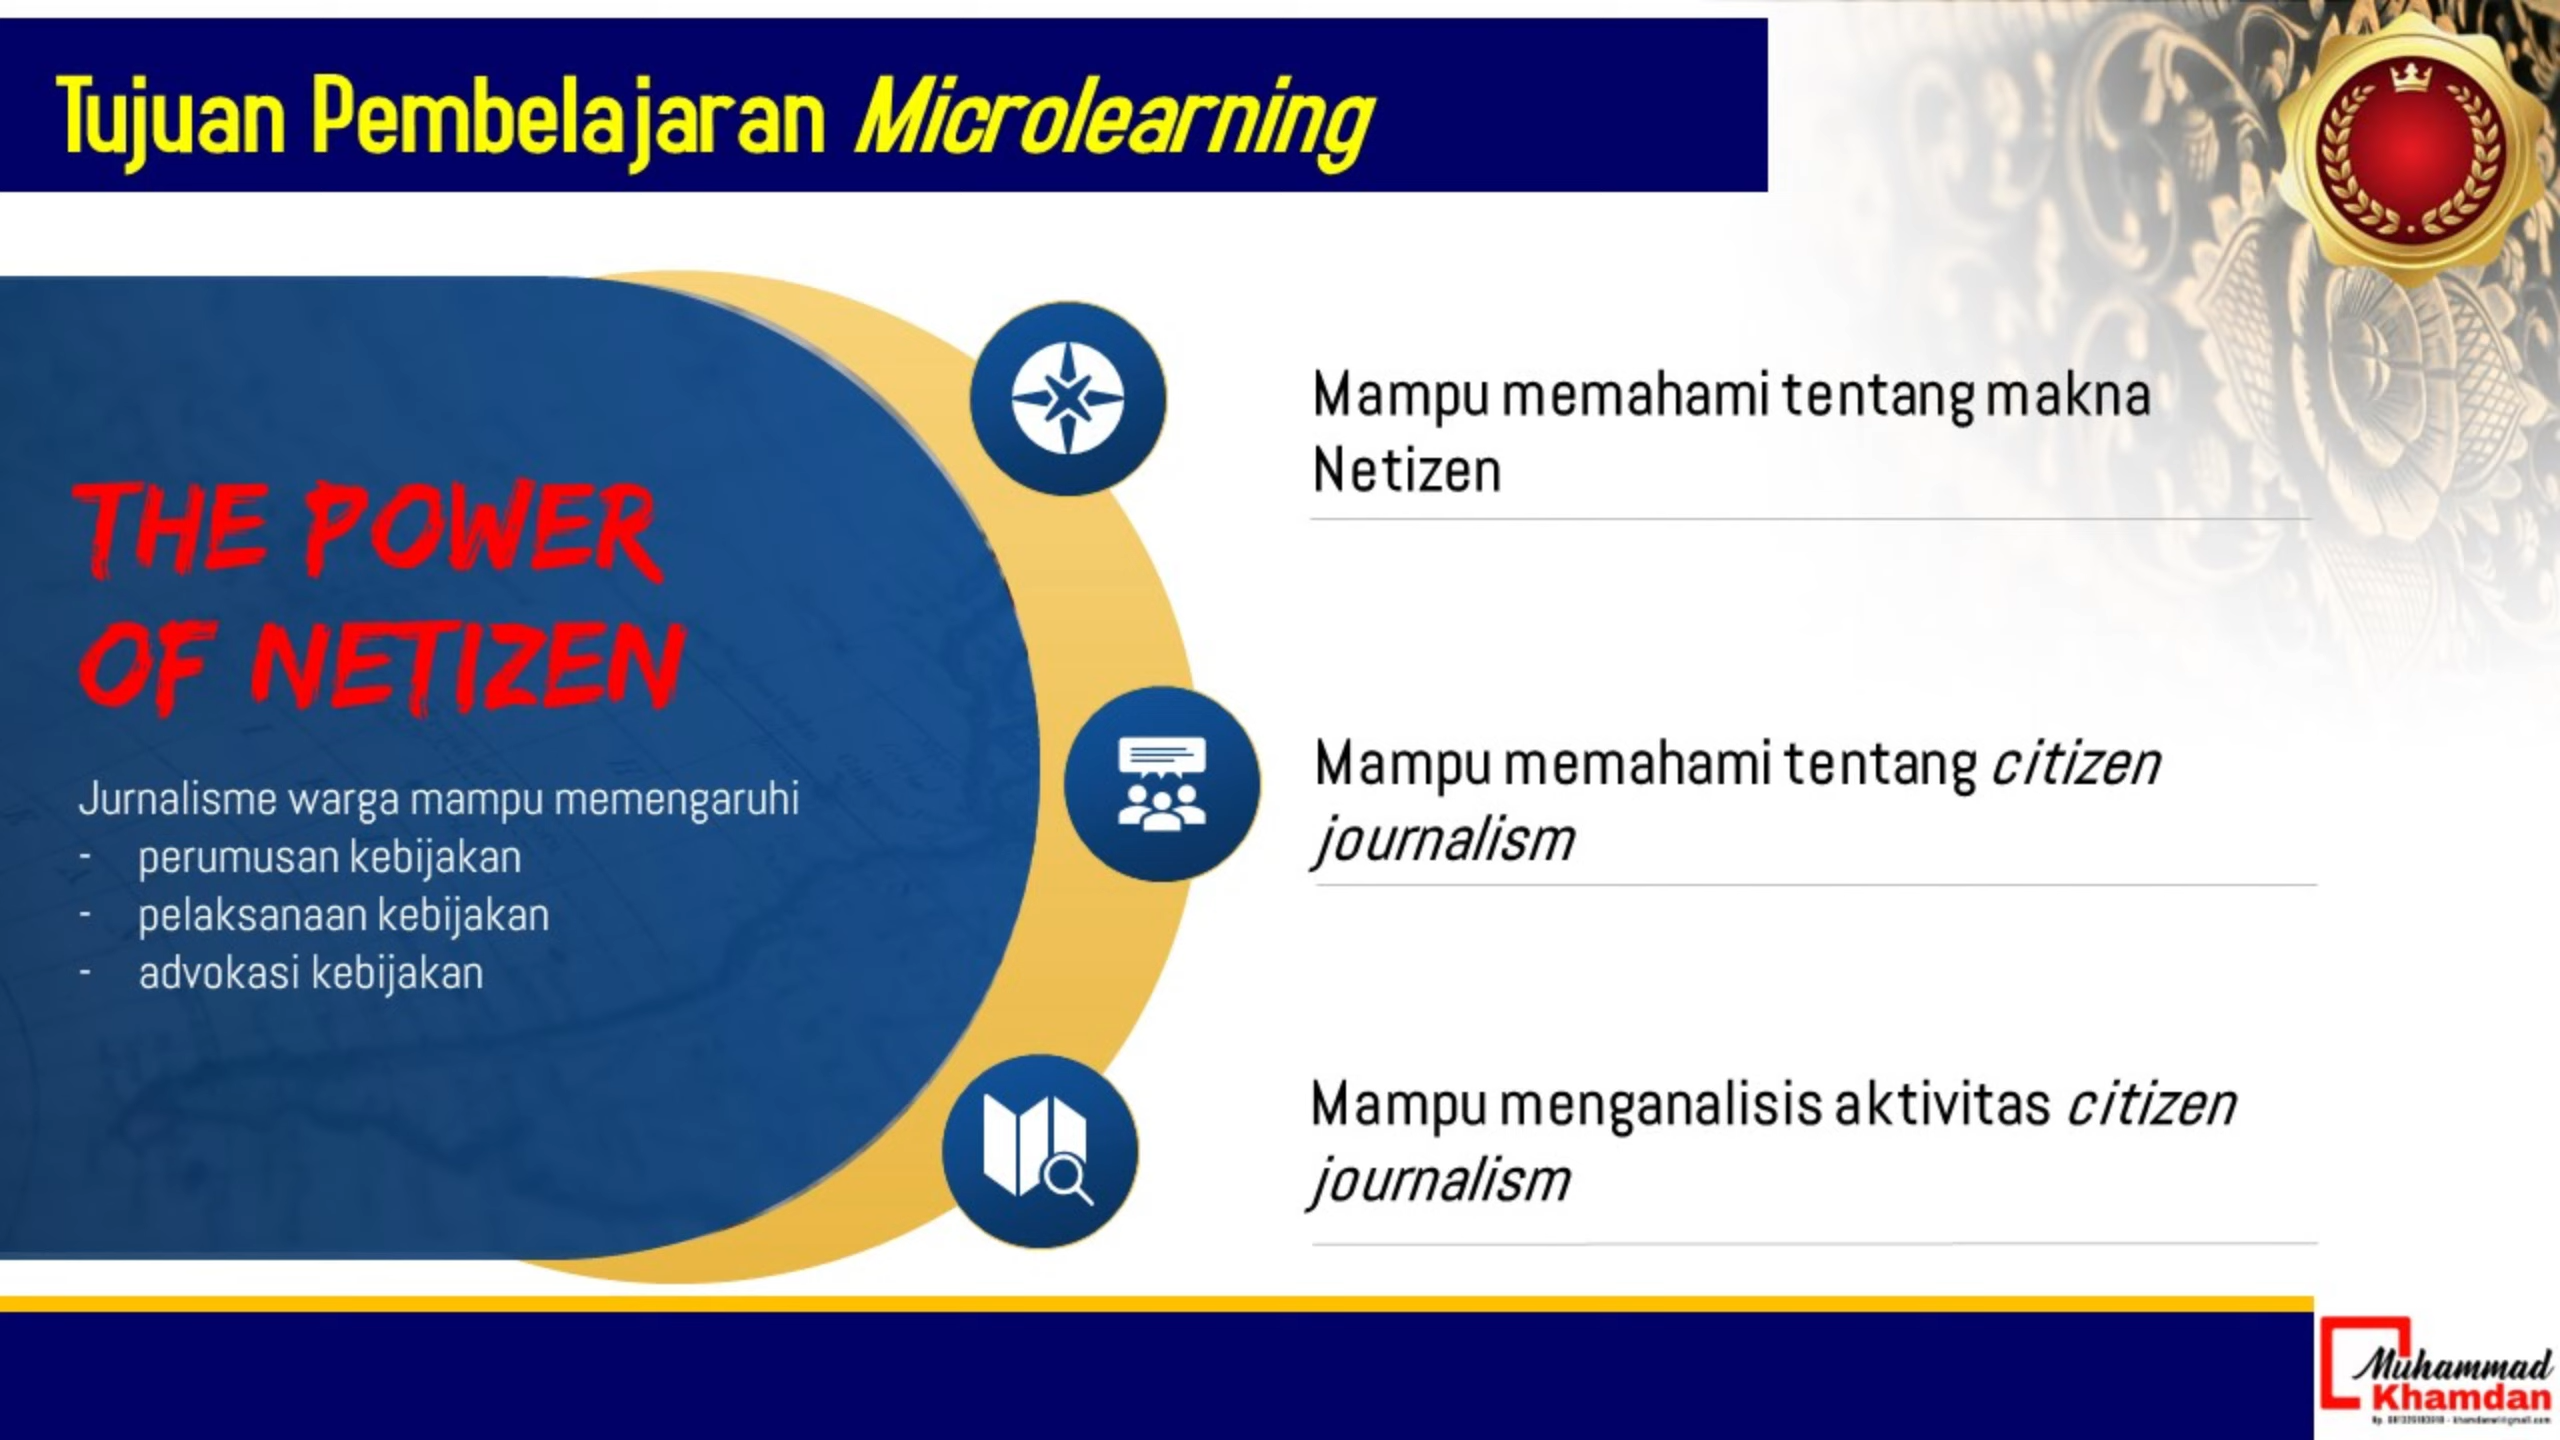 Tujuan Pembelajaran Microlearning
THE POWER
OF NETIZEN
Jurnalisme warga mampu memengaruhi
- perumusan kebijakan
- pelaksanaan kebijakan
- advokasi kebijakan
Mampu memahami tentang makna
Netizen
Mampu memahami tentang citizen
journalism
Mampu menganalisis aktivitas citizen
journalism
Muhammad
Khamdan